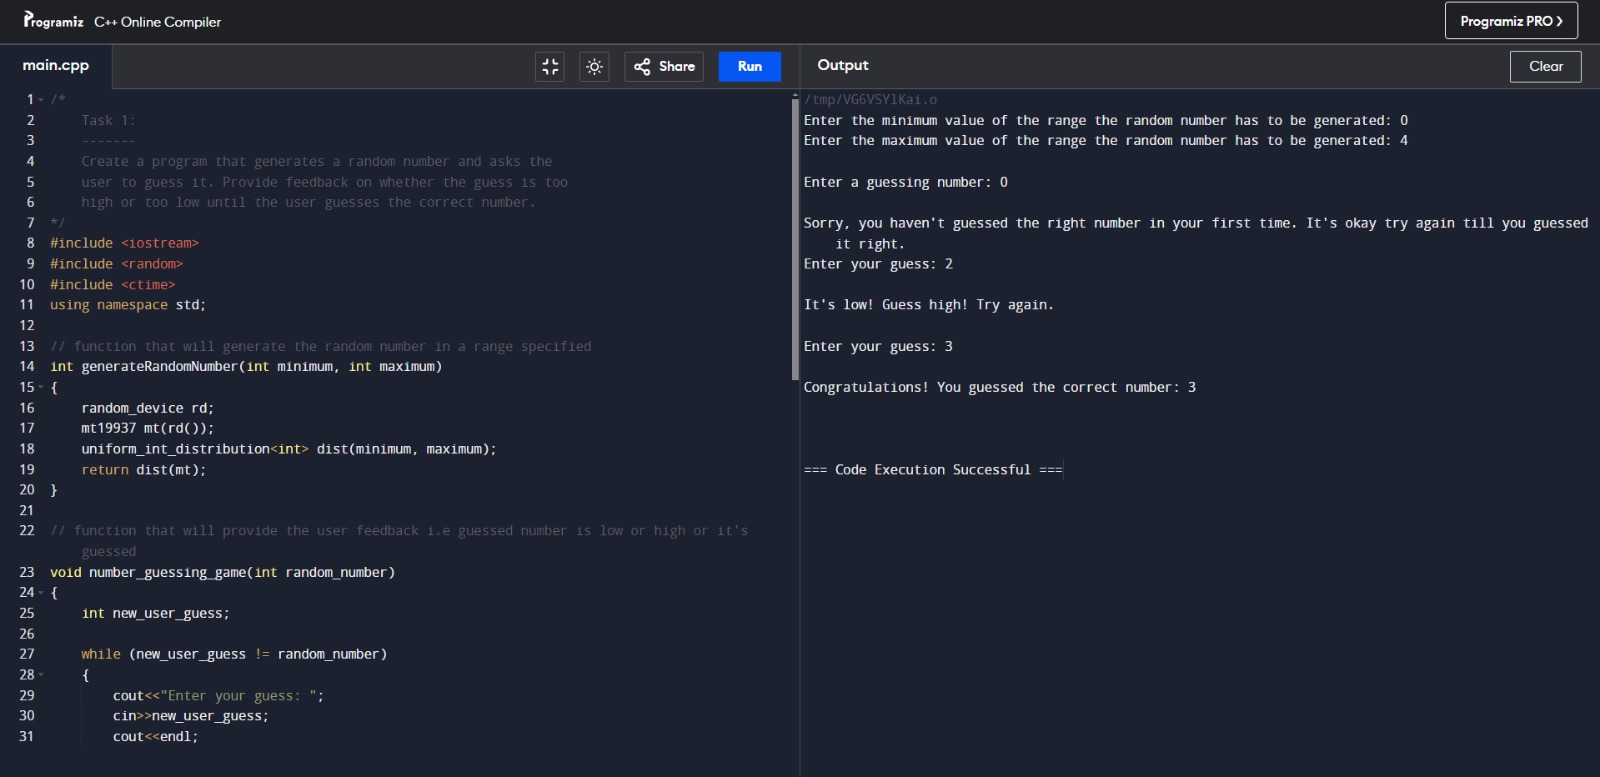 Programiz C++ Online Compiler
Programiz PRO
main.cpp
Share
Run
Output
Clear
1 /*
2 Task 1:
3 -------
4 Create a program that generates a random number and asks the
5 user to guess it. Provide feedback on whether the guess is too
6 high or too low until the user guesses the correct number.
7 */
8 #include <iostream>
9 #include <random>
10 #include <ctime>
11 using namespace std;
12
13 // function that will generate the random number in a range specified
14 int generateRandomNumber(int minimum, int maximum)
15 {
16 random_device rd;
17 mt19937 mt(rd());
18 uniform_int_distribution<int> dist(minimum, maximum);
19 return dist(mt);
20 }
21
22 // function that will provide the user feedback i.e guessed number is low or high or it's
guessed
23 void number_guessing_game(int random_number)
24 {
25 int new_user_guess;
26
27 while (new_user_guess != random_number)
28 {
29 cout<<"Enter your guess: ";
30 cin>>new_user_guess;
31 cout<<endl;
/tmp/VG6VSYlKai.o
Enter the minimum value of the range the random number has to be generated: 0
Enter the maximum value of the range the random number has to be generated: 4
Enter a guessing number: 0
Sorry, you haven't guessed the right number in your first time. It's okay try again till you guessed
it right.
Enter your guess: 2
It's low! Guess high! Try again.
Enter your guess: 3
Congratulations! You guessed the correct number: 3
=== Code Execution Successful ===